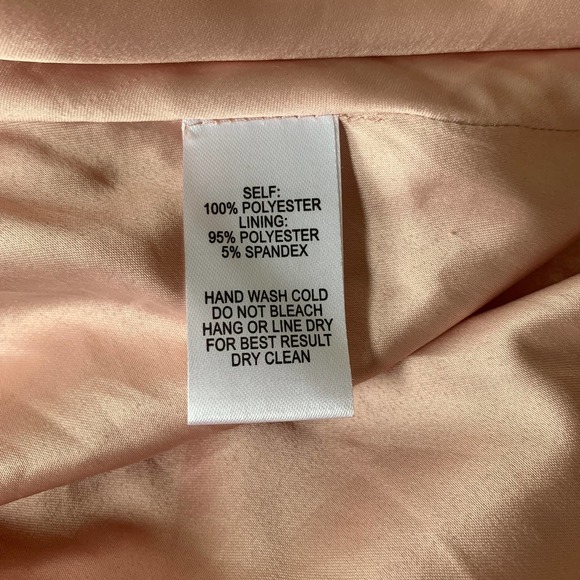 SELF:
100% POLYESTER
LINING:
95% POLYESTER
5% SPANDEX
HAND WASH COLD
DO NOT BLEACH
HANG OR LINE DRY
FOR BEST RESULT
DRY CLEAN